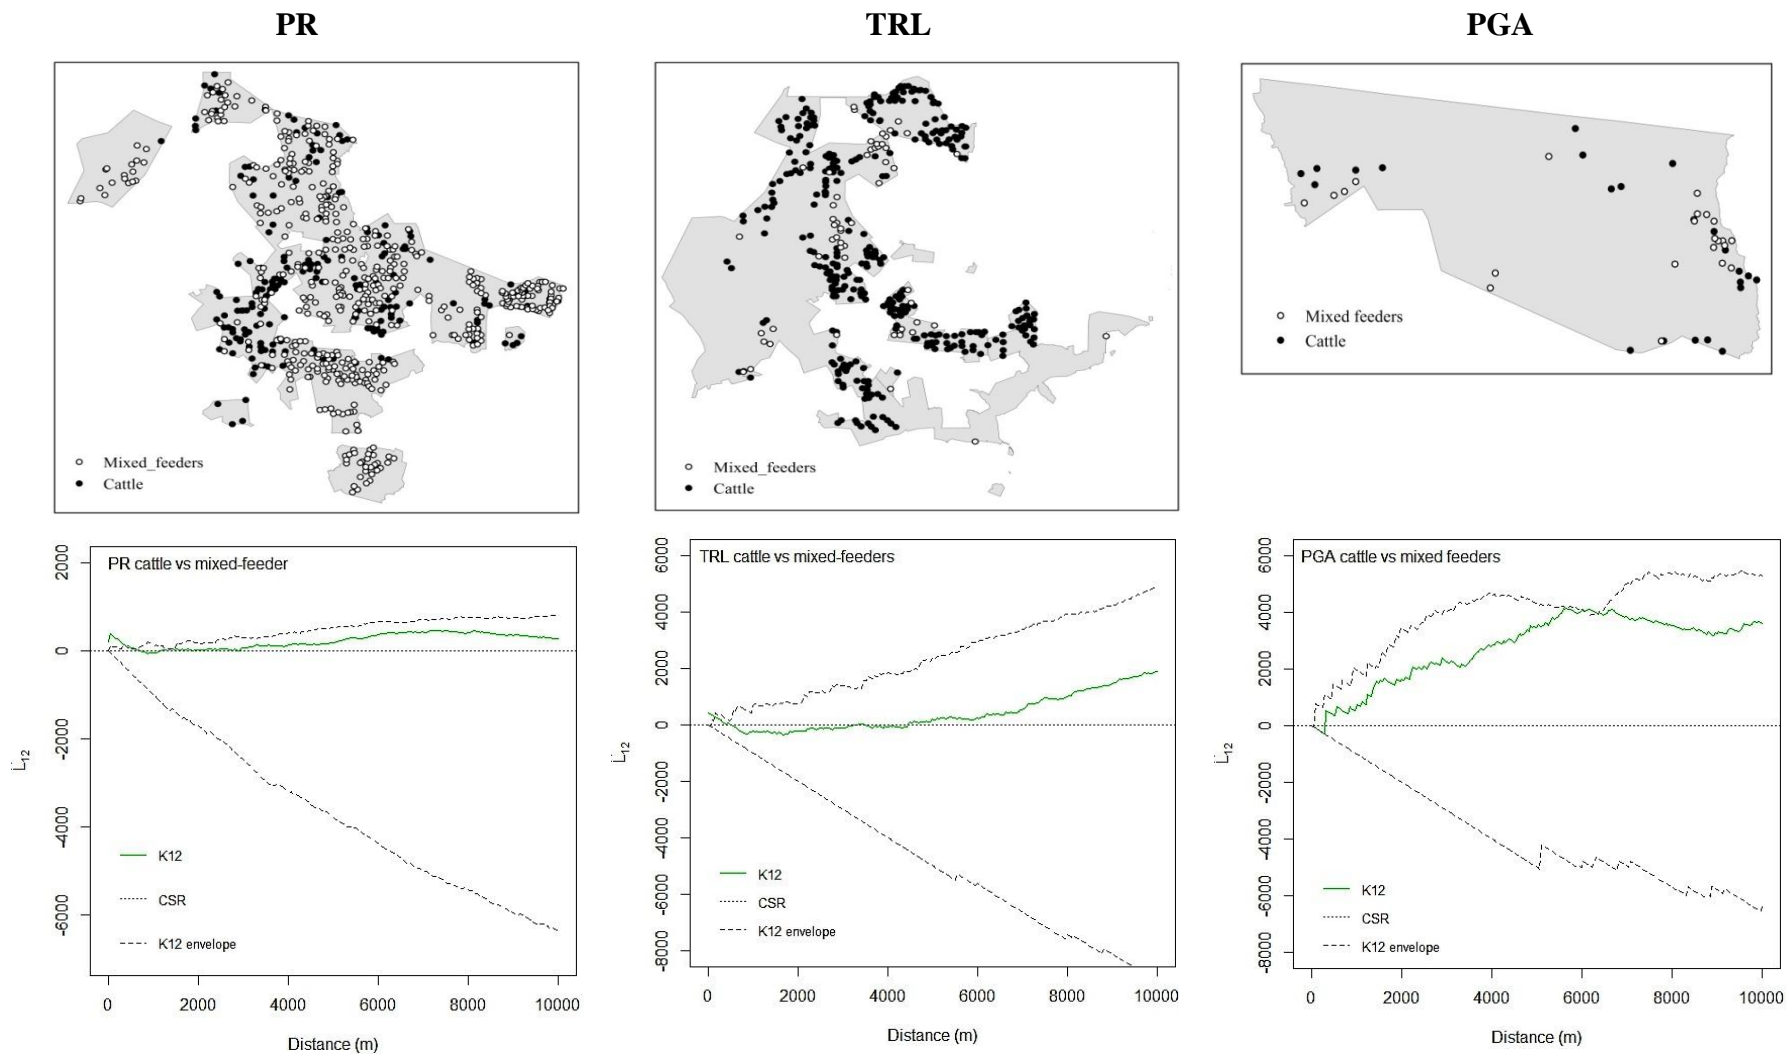 PR
TRL
PGA
Mixed_feeders
Cattle
Mixed_feeders
Cattle
Mixed feeders
Cattle
PR cattle vs mixed-feeder
2000
0
-2000
-4000
-6000
L12
K12
CSR
K12 envelope
0 2000 4000 6000 8000 10000
Distance (m)
TRL cattle vs mixed-feeders
6000
4000
2000
0
-2000
-4000
-6000
-8000
L12
K12
CSR
K12 envelope
0 2000 4000 6000 8000 10000
Distance (m)
PGA cattle vs mixed feeders
6000
4000
2000
0
-2000
-4000
-6000
-8000
L12
K12
CSR
K12 envelope
0 2000 4000 6000 8000 10000
Distance (m)